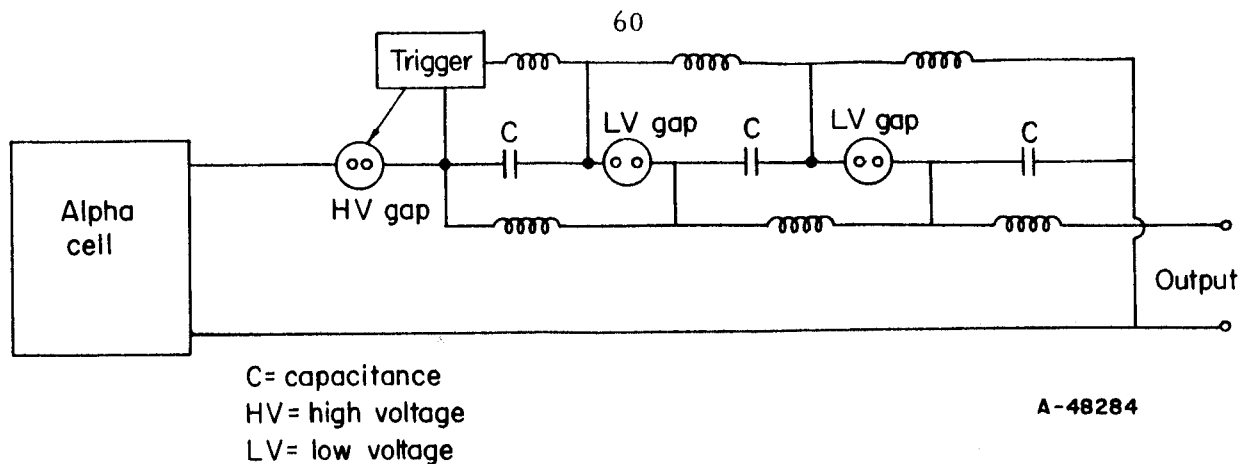 60
Trigger
C
LV gap
C
LV gap
C
HV gap
Alpha
cell
Output
C= capacitance
HV= high voltage
LV= low voltage
A-48284